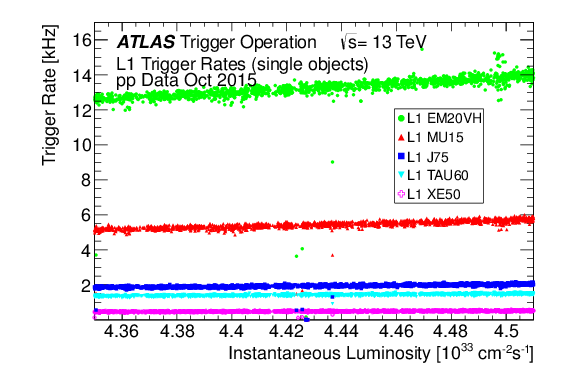 ATLAS Trigger Operation √s= 13 TeV
L1 Trigger Rates (single objects)
pp Data Oct 2015
Trigger Rate [kHz]
16
14
12
10
8
6
4
2
L1 EM20VH
L1 MU15
L1 J75
L1 TAU60
L1 XE50
4.36 4.38 4.4 4.42 4.44 4.46 4.48 4.5
Instantaneous Luminosity [10³³ cm⁻²s⁻¹]